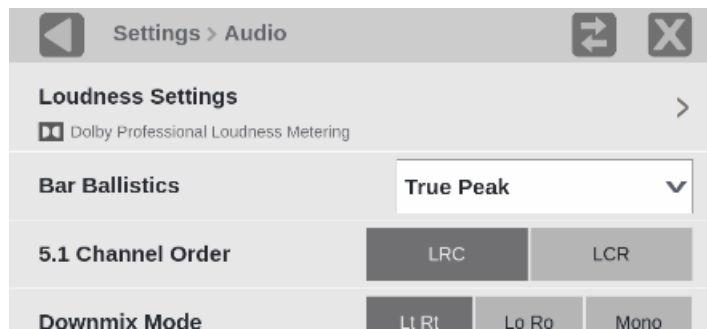 Settings > Audio
Loudness Settings
Dolby Professional Loudness Metering
Bar Ballistics
True Peak
5.1 Channel Order
LRC
LCR
Downmix Mode
Lt Rt
Lo Ro
Mono